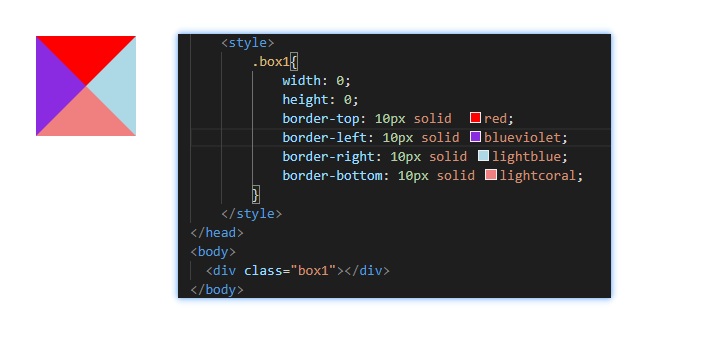 <style>
.box1{
width: 0;
height: 0;
border-top: 10px solid red;
border-left: 10px solid blueviolet;
border-right: 10px solid lightblue;
border-bottom: 10px solid lightcoral;
}
</style>
</head>
<body>
<div class="box1"></div>
</body>